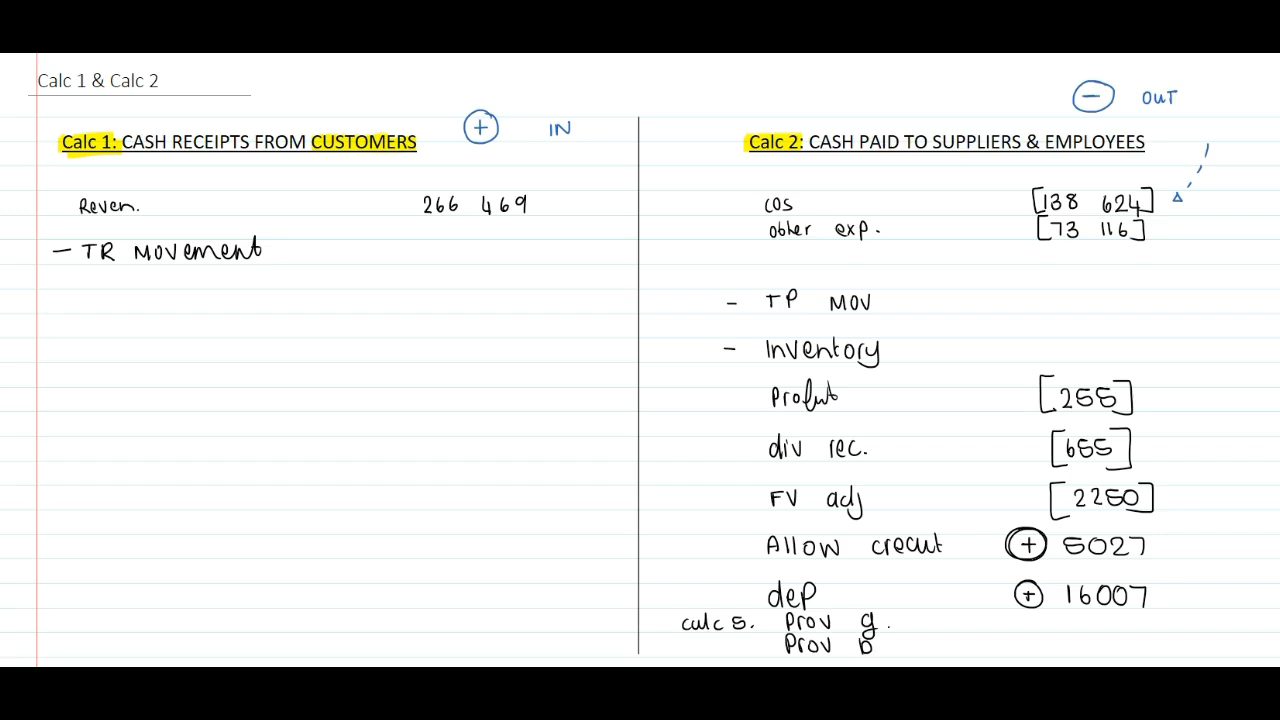 Calc 1 & Calc 2
− OUT
+ IN
Calc 1: CASH RECEIPTS FROM CUSTOMERS
Reven. 266 469
- TR MOVEMENT
Calc 2: CASH PAID TO SUPPLIERS & EMPLOYEES
COS [138 624]
other exp. [73 116]
- TP MOV
- Inventory
Profit [255]
div rec. [655]
FV adj [2250]
Allow credit + 5027
dep + 16007
calc 5. Prov g.
Prov b